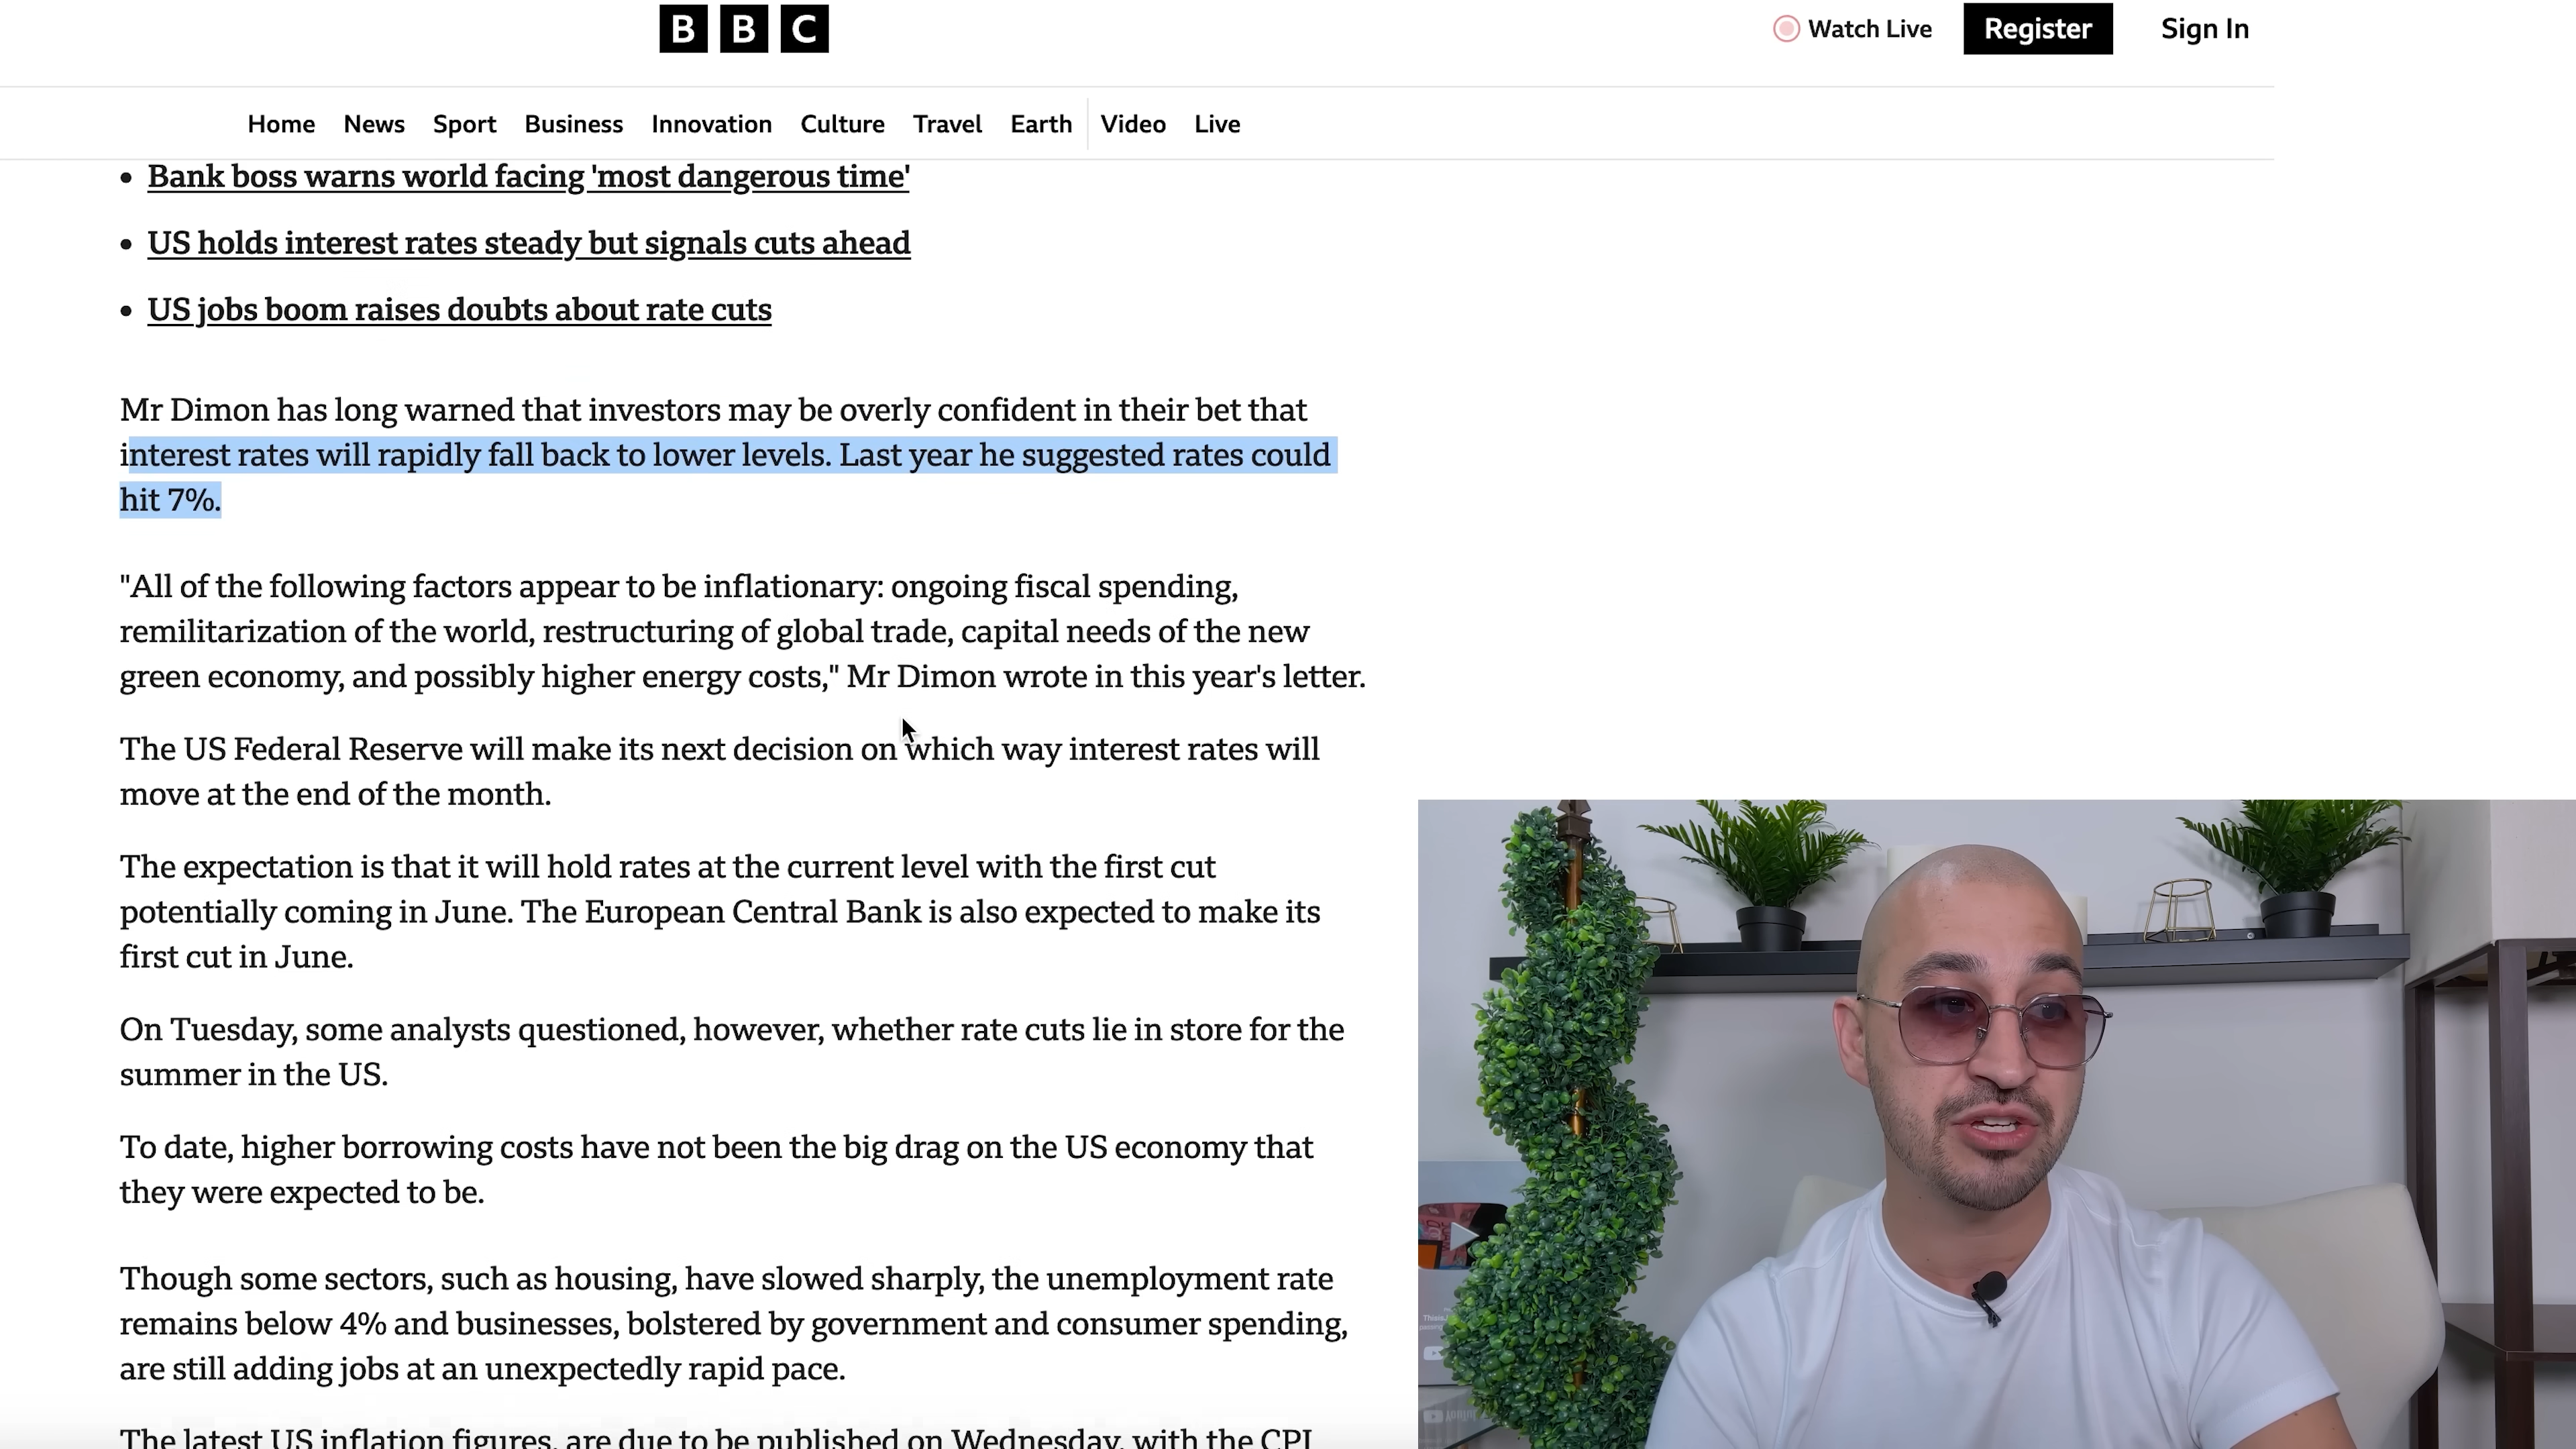 BBC
Watch Live
Register
Sign In
Home News Sport Business Innovation Culture Travel Earth Video Live
• Bank boss warns world facing 'most dangerous time'
• US holds interest rates steady but signals cuts ahead
• US jobs boom raises doubts about rate cuts
Mr Dimon has long warned that investors may be overly confident in their bet that
interest rates will rapidly fall back to lower levels. Last year he suggested rates could
hit 7%.
"All of the following factors appear to be inflationary: ongoing fiscal spending,
remilitarization of the world, restructuring of global trade, capital needs of the new
green economy, and possibly higher energy costs," Mr Dimon wrote in this year's letter.
The US Federal Reserve will make its next decision on which way interest rates will
move at the end of the month.
The expectation is that it will hold rates at the current level with the first cut
potentially coming in June. The European Central Bank is also expected to make its
first cut in June.
On Tuesday, some analysts questioned, however, whether rate cuts lie in store for the
summer in the US.
To date, higher borrowing costs have not been the big drag on the US economy that
they were expected to be.
Though some sectors, such as housing, have slowed sharply, the unemployment rate
remains below 4% and businesses, bolstered by government and consumer spending,
are still adding jobs at an unexpectedly rapid pace.
The latest US inflation figures, are due to be published on Wednesday, with the CPI